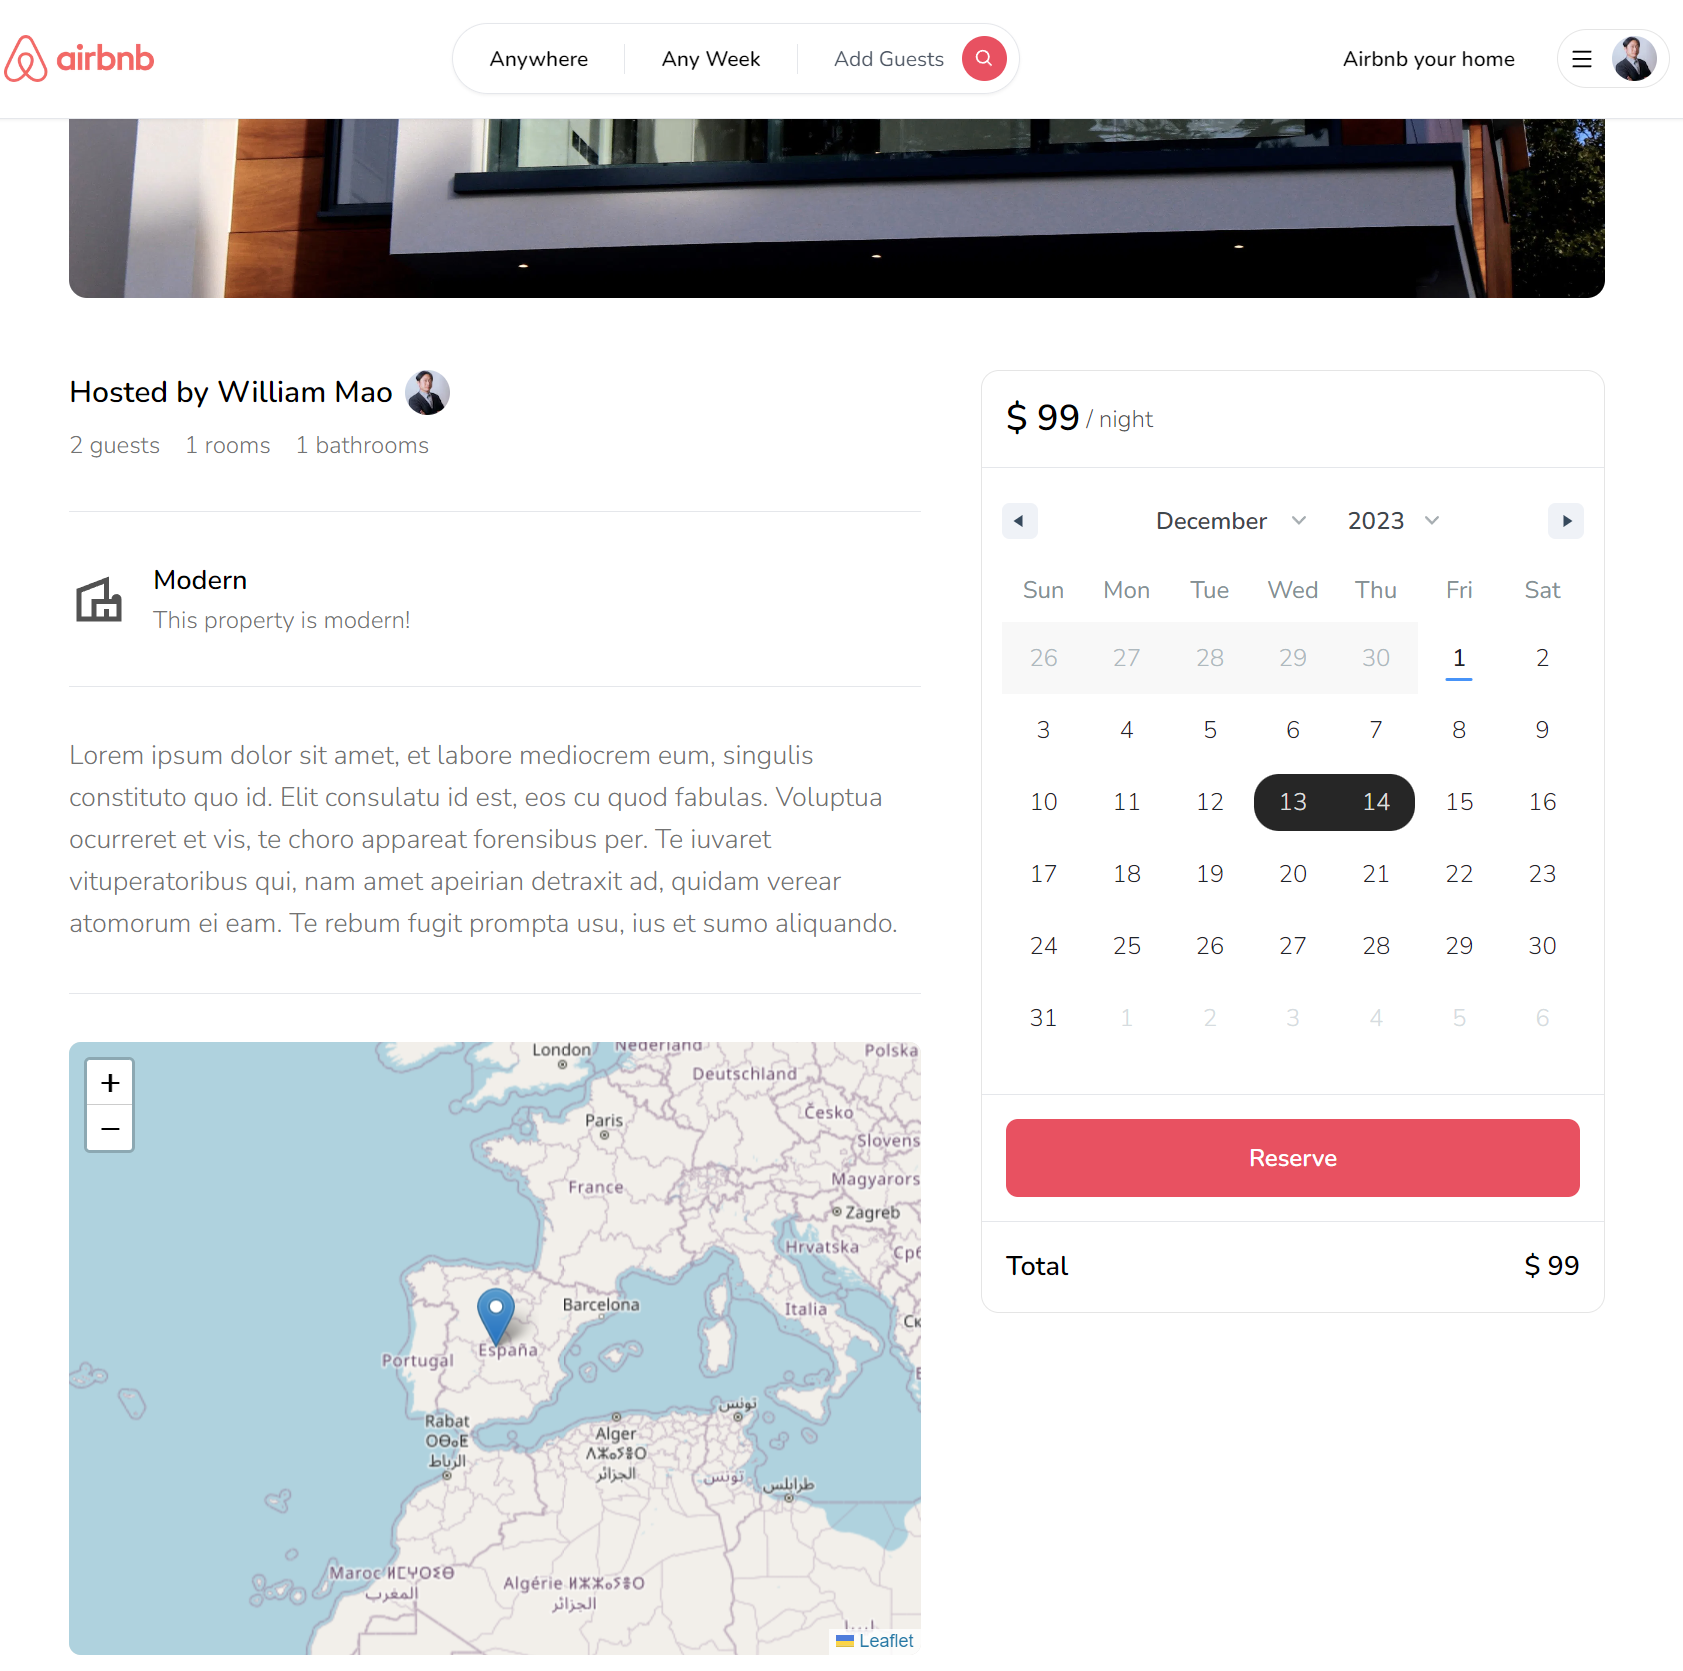 airbnb
Anywhere
Any Week
Add Guests
Airbnb your home
Hosted by William Mao
2 guests 1 rooms 1 bathrooms
Modern
This property is modern!
Lorem ipsum dolor sit amet, et labore mediocrem eum, singulis
constituto quo id. Elit consulatu id est, eos cu quod fabulas. Voluptua
ocurreret et vis, te choro appareat forensibus per. Te iuvaret
vituperatoribus qui, nam amet apeirian detraxit ad, quidam verear
atomorum ei eam. Te rebum fugit prompta usu, ius et sumo aliquando.
+
−
London
Nederland
Polska
Deutschland
Paris
Česko
Slovens
France
Magyarors
Zagreb
Hrvatska
Срб
Barcelona
Italia
Ск
España
Portugal
تونس
Rabat
ⵔⴱⴰⵟ
الرباط
Alger
ⴷⵣⴰⵢⴻⵔ
الجزائر
تونس
طرابلس
Maroc ⵍⵎⵖⵔⵉⴱ
المغرب
Algérie ⵍⵣⵣⴰⵢⴻⵔ
الجزائر
Leaflet
$ 99 / night
December 2023
Sun Mon Tue Wed Thu Fri Sat
26 27 28 29 30 1 2
3 4 5 6 7 8 9
10 11 12 13 14 15 16
17 18 19 20 21 22 23
24 25 26 27 28 29 30
31 1 2 3 4 5 6
Reserve
Total $ 99